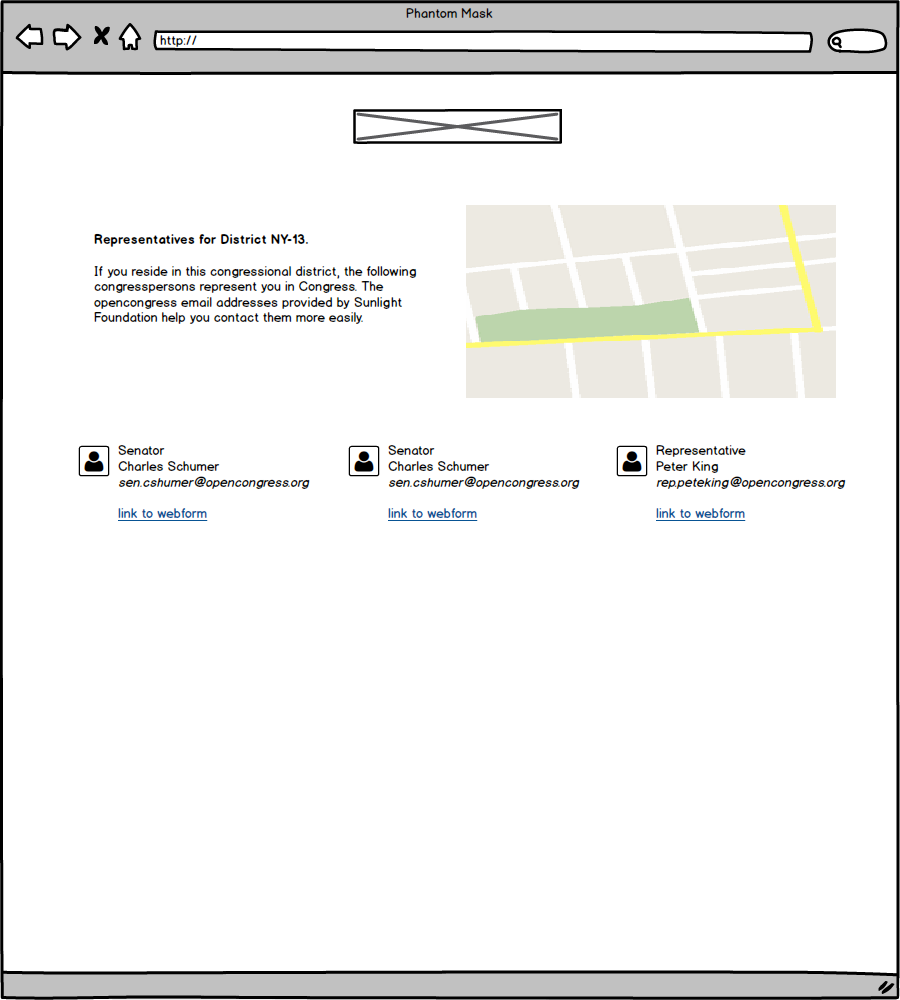 Phantom Mask
http://
Representatives for District NY-13.
If you reside in this congressional district, the following
congresspersons represent you in Congress. The
opencongress email addresses provided by Sunlight
Foundation help you contact them more easily.
Senator
Charles Schumer
sen.cshumer@opencongress.org
link to webform
Senator
Charles Schumer
sen.cshumer@opencongress.org
link to webform
Representative
Peter King
rep.peteking@opencongress.org
link to webform